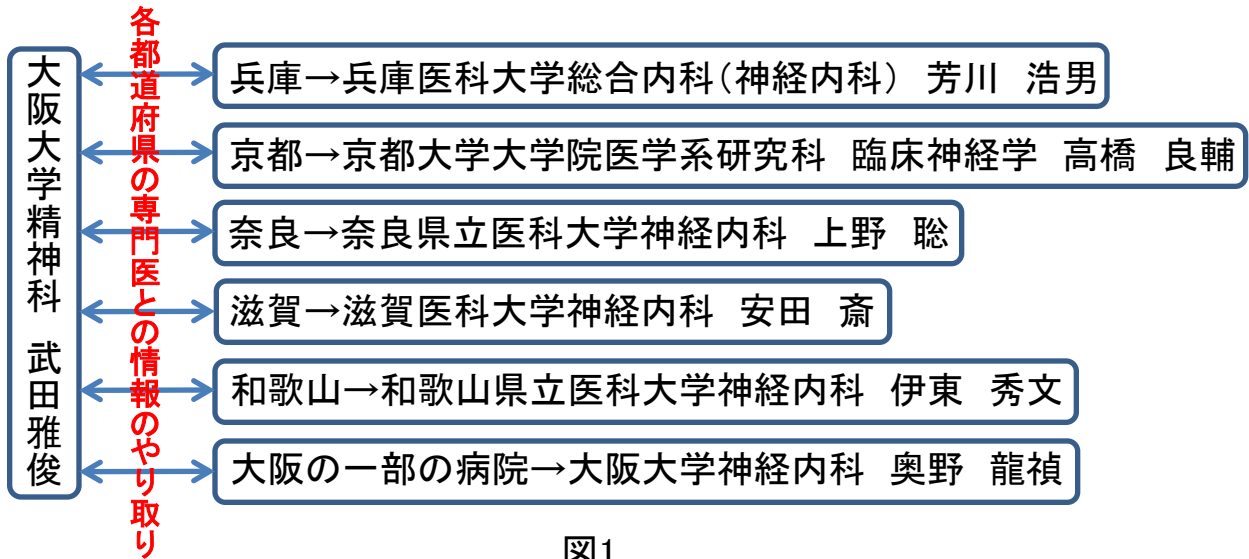 大阪大学精神科 武田雅俊
各都道府県の専門医との情報のやり取り
兵庫→兵庫医科大学総合内科(神経内科) 芳川 浩男
京都→京都大学大学院医学系研究科 臨床神経学 高橋 良輔
奈良→奈良県立医科大学神経内科 上野 聡
滋賀→滋賀医科大学神経内科 安田 斎
和歌山→和歌山県立医科大学神経内科 伊東 秀文
大阪の一部の病院→大阪大学神経内科 奥野 龍禎
図1